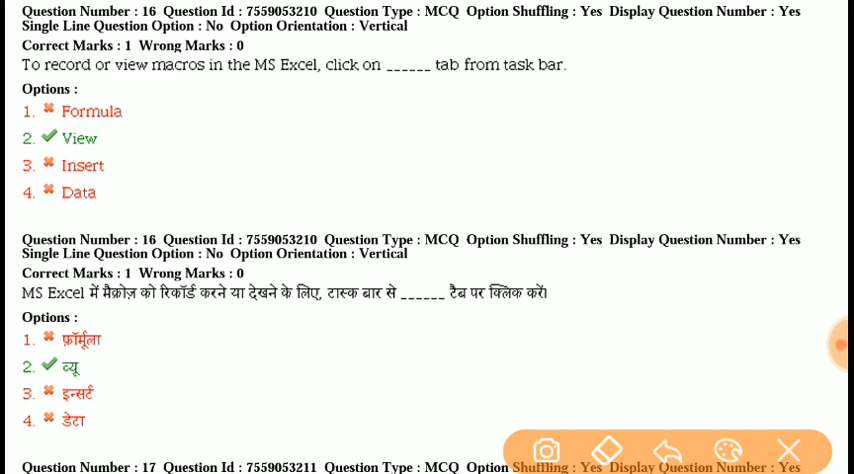 Question Number : 16 Question Id : 7559053210 Question Type : MCQ Option Shuffling : Yes Display Question Number : Yes
Single Line Question Option : No Option Orientation : Vertical
Correct Marks : 1 Wrong Marks : 0
To record or view macros in the MS Excel, click on ______ tab from task bar.
Options :
1. Formula
2. View
3. Insert
4. Data
Question Number : 16 Question Id : 7559053210 Question Type : MCQ Option Shuffling : Yes Display Question Number : Yes
Single Line Question Option : No Option Orientation : Vertical
Correct Marks : 1 Wrong Marks : 0
MS Excel में मैक्रोज़ को रिकॉर्ड करने या देखने के लिए, टास्क बार से ______ टैब पर क्लिक करें।
Options :
1. फ़ॉर्मूला
2. व्यू
3. इन्सर्ट
4. डेटा
Question Number : 17 Question Id : 7559053211 Question Type : MCQ Option Shuffling : Yes Display Question Number : Yes